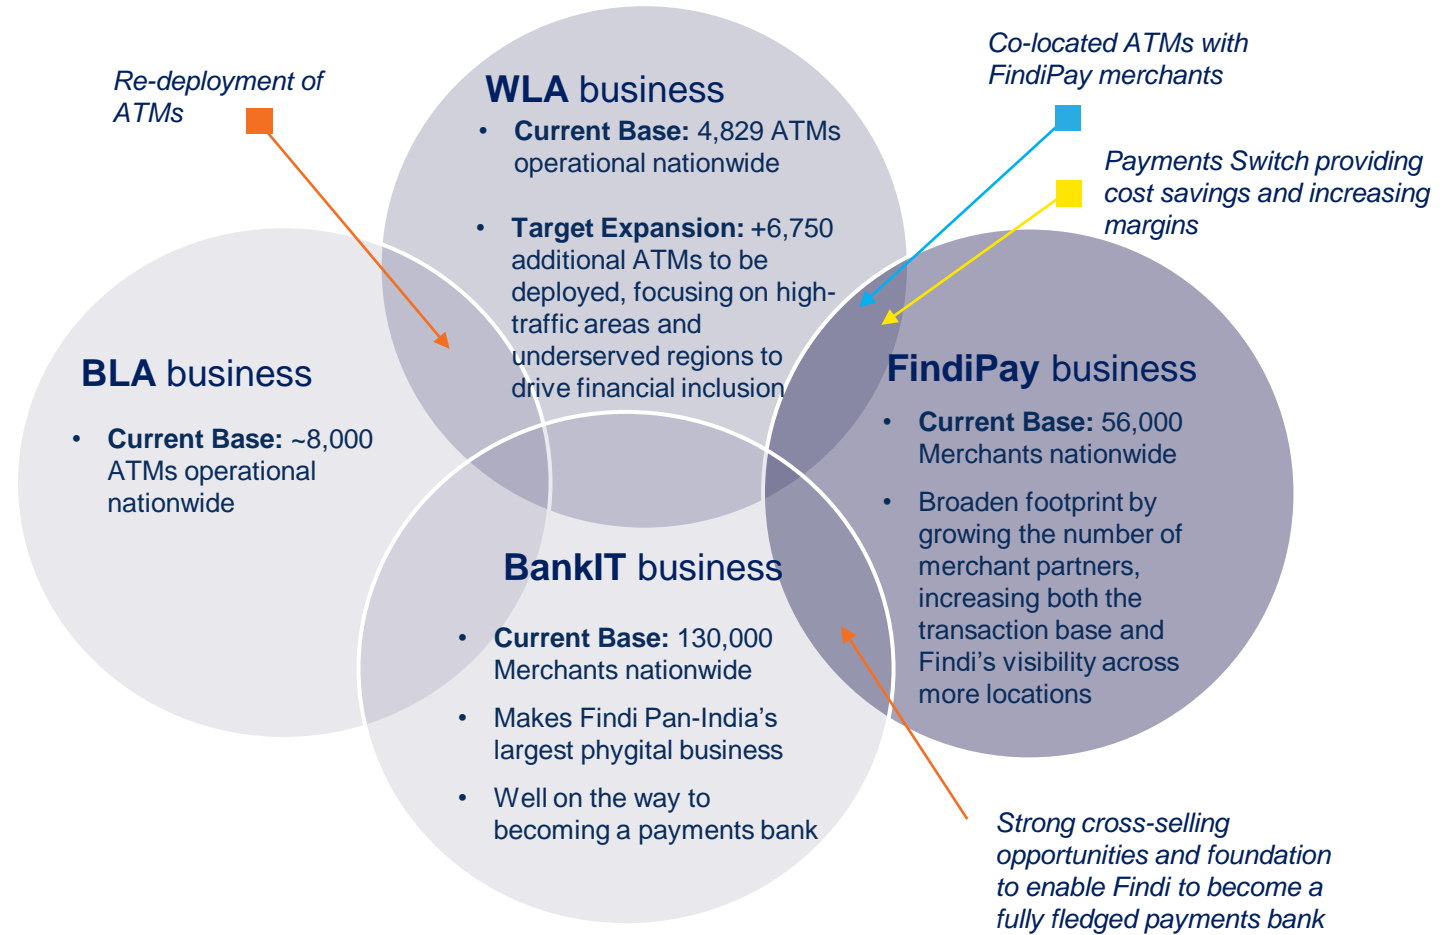 Re-deployment of
ATMs
WLA business
• Current Base: 4,829 ATMs
operational nationwide
• Target Expansion: +6,750
additional ATMs to be
deployed, focusing on high-
traffic areas and
underserved regions to
drive financial inclusion
Co-located ATMs with
FindiPay merchants
Payments Switch providing
cost savings and increasing
margins
BLA business
• Current Base: ~8,000
ATMs operational
nationwide
FindiPay business
• Current Base: 56,000
Merchants nationwide
• Broaden footprint by
growing the number of
merchant partners,
increasing both the
transaction base and
Findi’s visibility across
more locations
BankIT business
• Current Base: 130,000
Merchants nationwide
• Makes Findi Pan-India’s
largest phygital business
• Well on the way to
becoming a payments bank
Strong cross-selling
opportunities and foundation
to enable Findi to become a
fully fledged payments bank